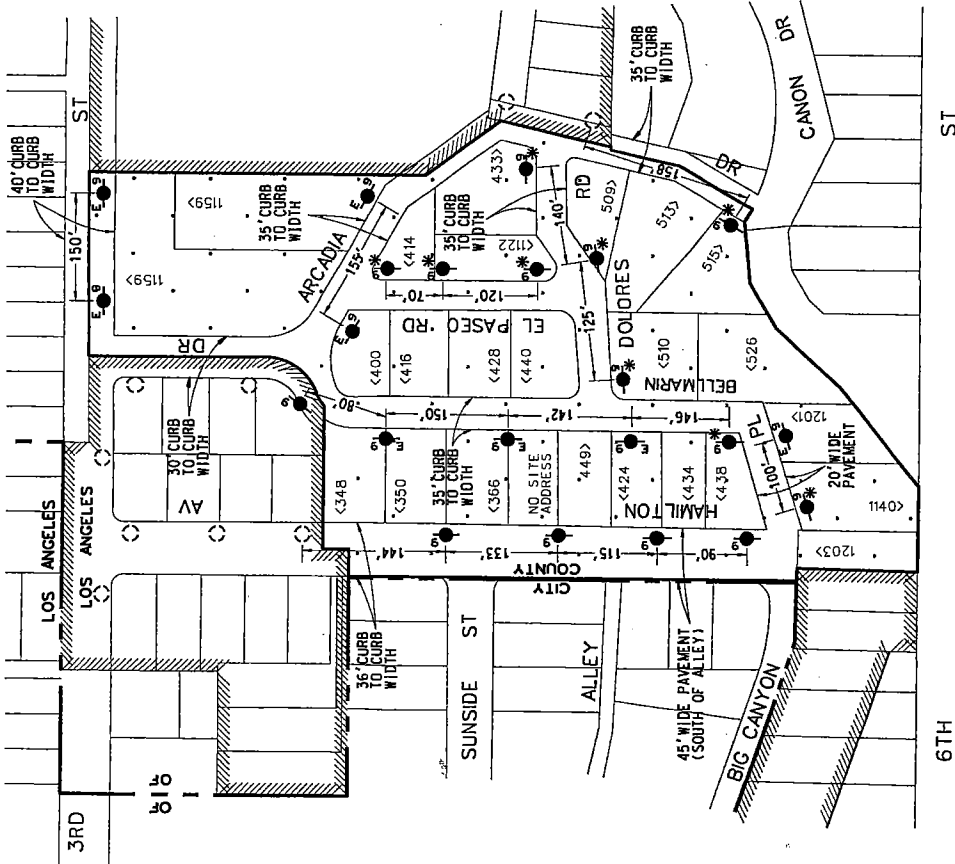 3RD
ST
40' CURB
TO CURB
WIDTH
150'
LOS ANGELES
LOS ANGELES
OF
OF
AV
DR
30' CURB
TO CURB
WIDTH
1159>
1159>
ARCADIA
155'
35' CURB
TO CURB
WIDTH
433>
<414
35' CURB
TO CURB
WIDTH
<1122
140'
70'
120'
RD
509>
513>
515>
158'
DR
35' CURB
TO CURB
WIDTH
CANON DR
EL PASEO RD
<400
<416
<428
<440
125'
DOLORES
<510
<526
BELLMARIN
80'
150'
142'
146'
35' CURB
TO CURB
WIDTH
<348
<350
<366
NO SITE
ADDRESS
449>
<424
<434
<438
HAMILTON
PL
100'
1201>
20' WIDE
PAVEMENT
1140>
1203>
144'
133'
115'
90'
COUNTY
CITY
36' CURB
TO CURB
WIDTH
SUNSIDE ST
ALLEY
45' WIDE PAVEMENT
(SOUTH OF ALLEY)
BIG CANYON
6TH
ST